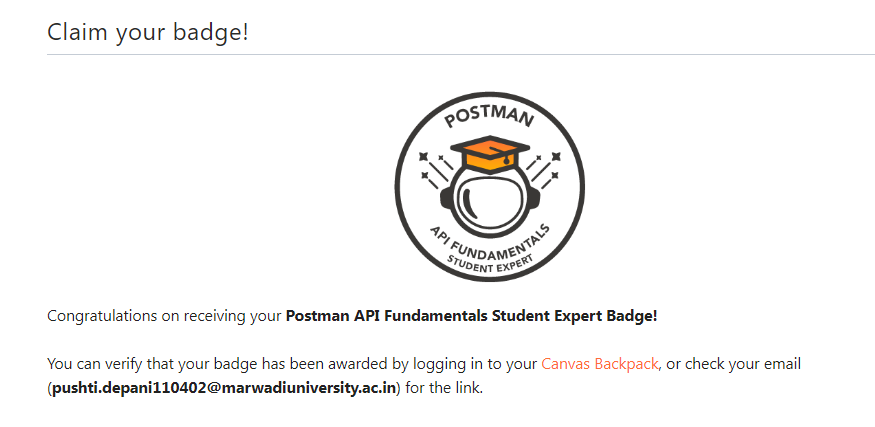 Claim your badge!
POSTMAN
API FUNDAMENTALS
STUDENT EXPERT
Congratulations on receiving your Postman API Fundamentals Student Expert Badge!
You can verify that your badge has been awarded by logging in to your Canvas Backpack, or check your email
(pushti.depani110402@marwadiuniversity.ac.in) for the link.